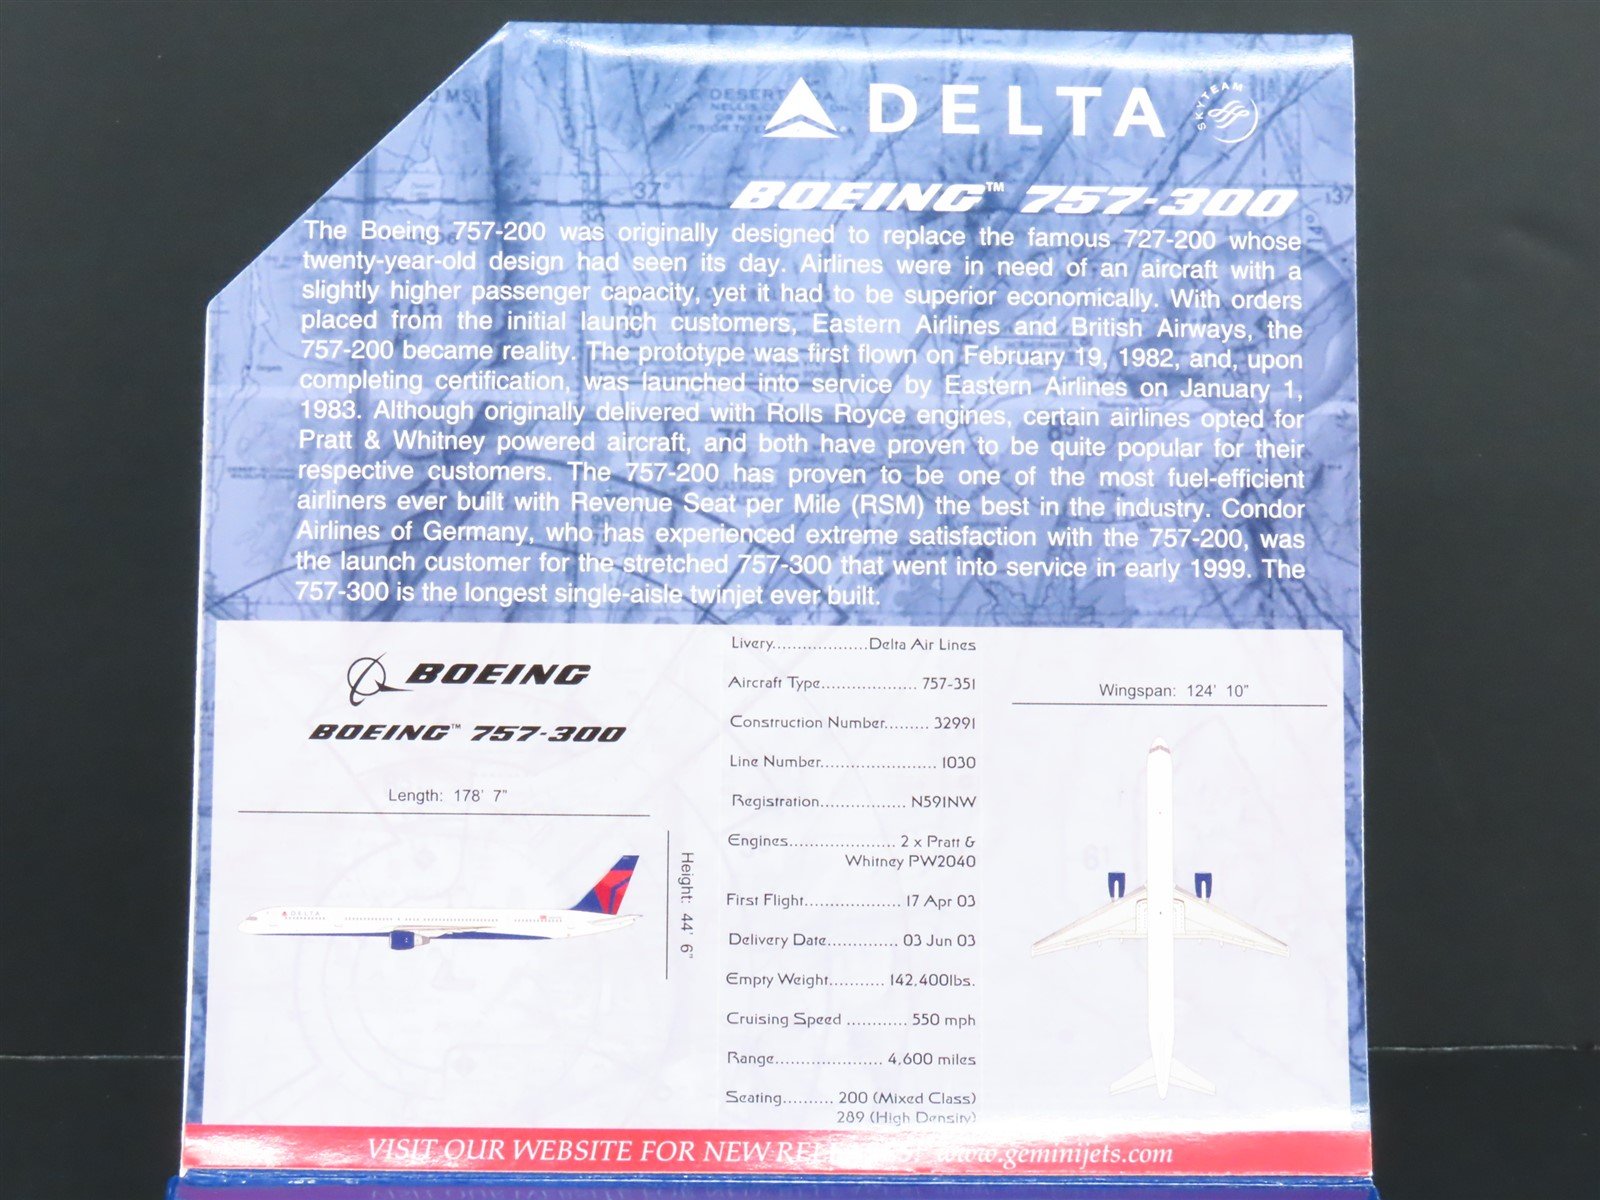 DELTA
SKYTEAM
BOEING™ 757-300
The Boeing 757-200 was originally designed to replace the famous 727-200 whose
twenty-year-old design had seen its day. Airlines were in need of an aircraft with a
slightly higher passenger capacity, yet it had to be superior economically. With orders
placed from the initial launch customers, Eastern Airlines and British Airways, the
757-200 became reality. The prototype was first flown on February 19, 1982, and, upon
completing certification, was launched into service by Eastern Airlines on January 1,
1983. Although originally delivered with Rolls Royce engines, certain airlines opted for
Pratt & Whitney powered aircraft, and both have proven to be quite popular for their
respective customers. The 757-200 has proven to be one of the most fuel-efficient
airliners ever built with Revenue Seat per Mile (RSM) the best in the industry. Condor
Airlines of Germany, who has experienced extreme satisfaction with the 757-200, was
the launch customer for the stretched 757-300 that went into service in early 1999. The
757-300 is the longest single-aisle twinjet ever built.
BOEING
BOEING™ 757-300
Length: 178' 7"
DELTA
Height: 44' 6"
Livery...................Delta Air Lines
Aircraft Type................... 757-351
Construction Number......... 32991
Line Number....................... 1030
Registration................. N591NW
Engines...................... 2 x Pratt &
Whitney PW2040
First Flight................... 17 Apr 03
Delivery Date.............. 03 Jun 03
Empty Weight........... 142,400lbs.
Cruising Speed ............ 550 mph
Range..................... 4,600 miles
Seating.......... 200 (Mixed Class)
289 (High Density)
Wingspan: 124' 10"
VISIT OUR WEBSITE FOR NEW www.geminijets.com